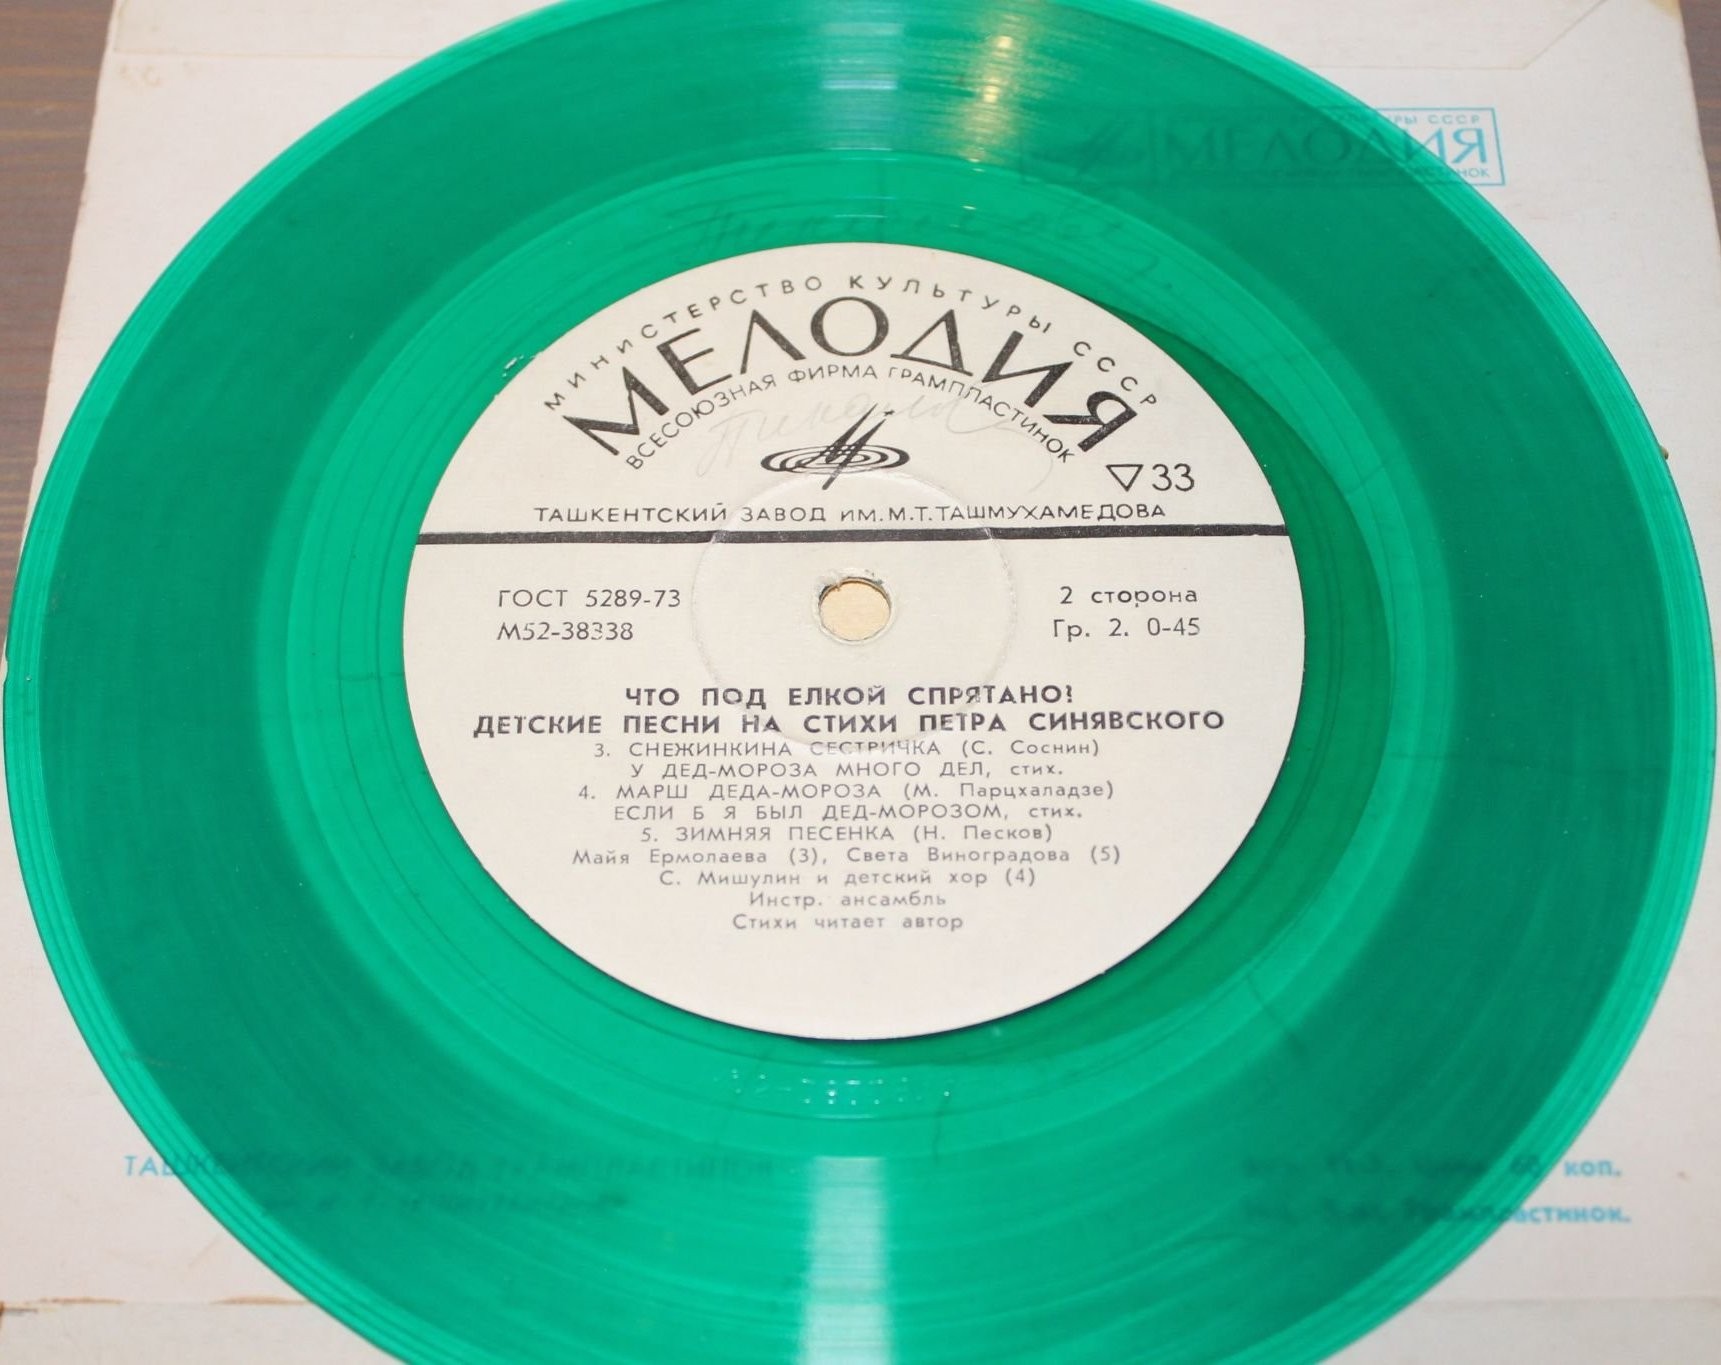 МИНИСТЕРСТВО КУЛЬТУРЫ СССР
МЕЛОДИЯ
ВСЕСОЮЗНАЯ ФИРМА ГРАМПЛАСТИНОК
33
ТАШКЕНТСКИЙ ЗАВОД ИМ. М.Т.ТАШМУХАМЕДОВА
ГОСТ 5289-73
2 сторона
М52-38338
Гр. 2. 0-45
ЧТО ПОД ЕЛКОЙ СПРЯТАНО?
ДЕТСКИЕ ПЕСНИ НА СТИХИ ПЕТРА СИНЯВСКОГО
3. СНЕЖИНКИНА СЕСТРИЧКА (С. Соснин)
У ДЕД-МОРОЗА МНОГО ДЕЛ, стих.
4. МАРШ ДЕДА-МОРОЗА (М. Парцхаладзе)
ЕСЛИ Б Я БЫЛ ДЕД-МОРОЗОМ, стих.
5. ЗИМНЯЯ ПЕСЕНКА (Н. Песков)
Майя Ермолаева (3), Света Виноградова (5)
С. Мишулин и детский хор (4)
Инстр. ансамбль
Стихи читает автор
СССР
МЕЛОДИЯ
коп.